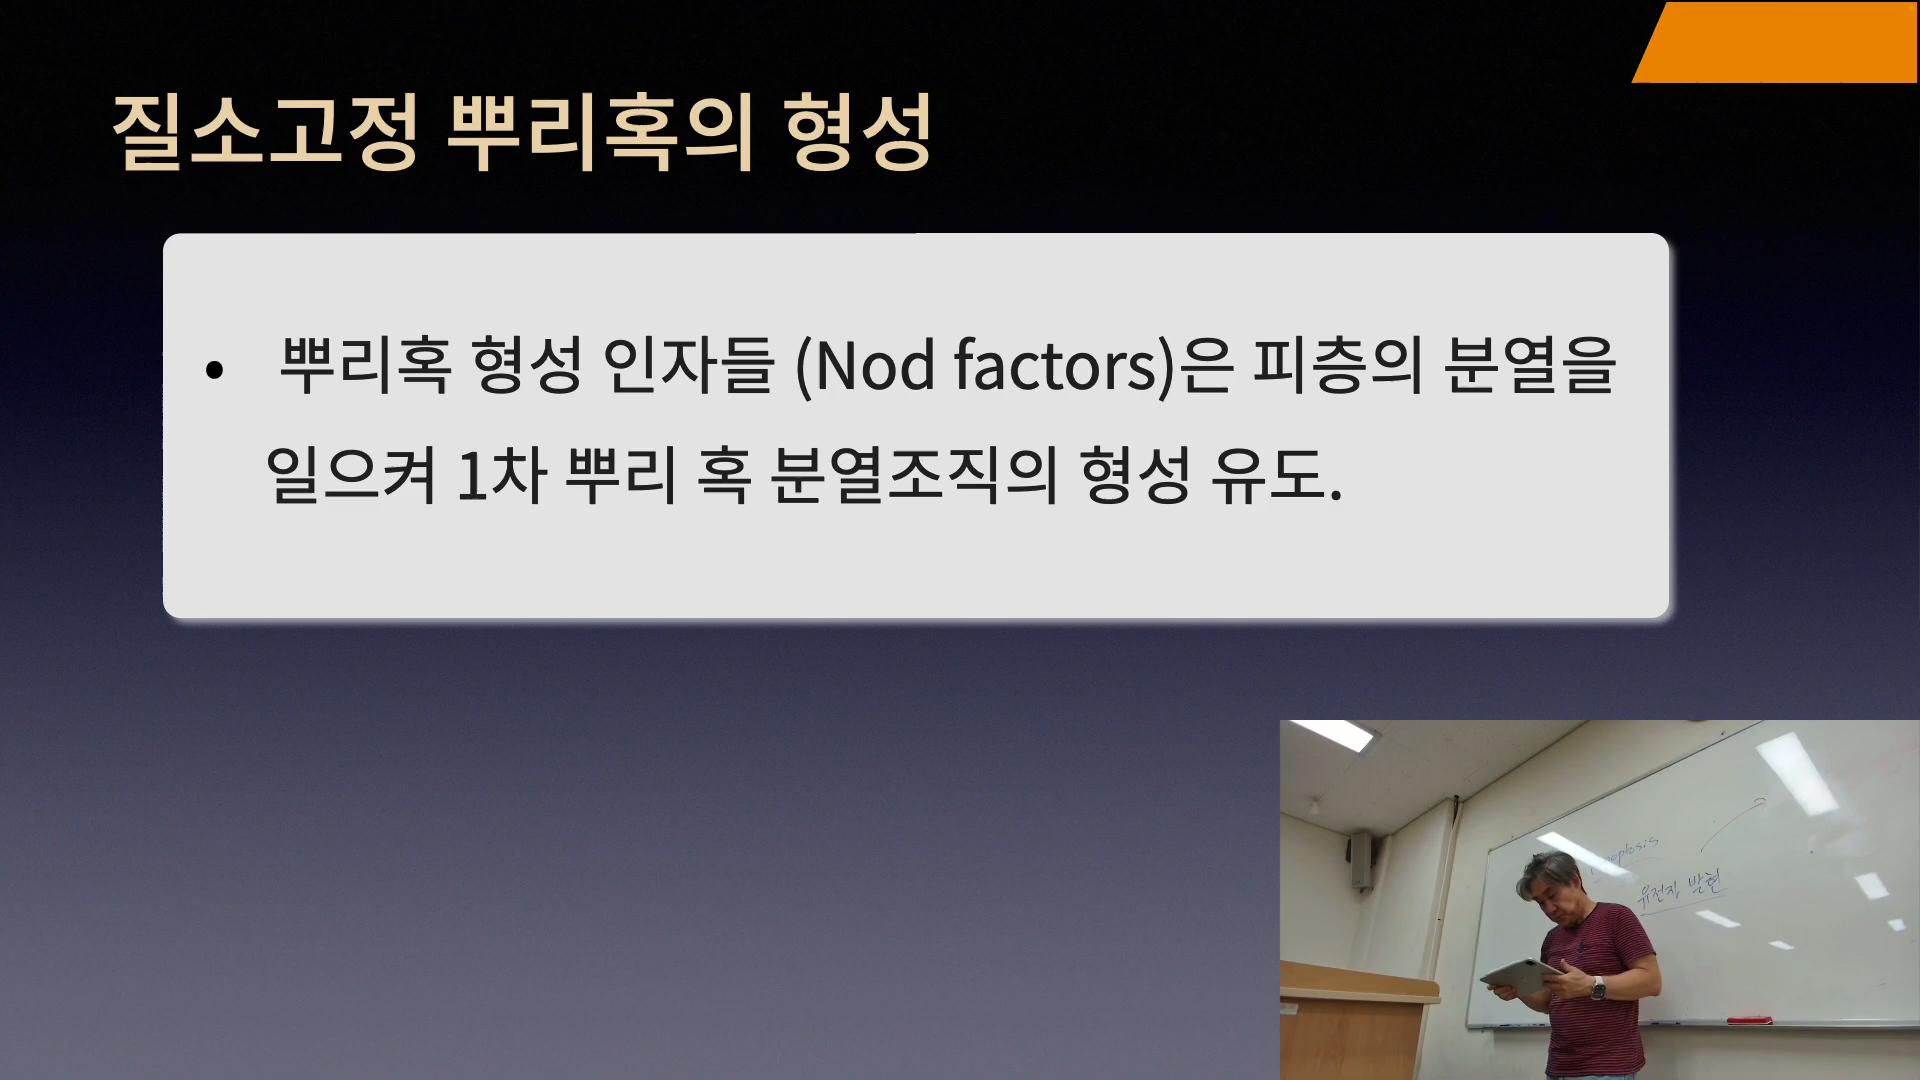 질소고정 뿌리혹의 형성
• 뿌리혹 형성 인자들 (Nod factors)은 피층의 분열을
일으켜 1차 뿌리 혹 분열조직의 형성 유도.
유전자 발현